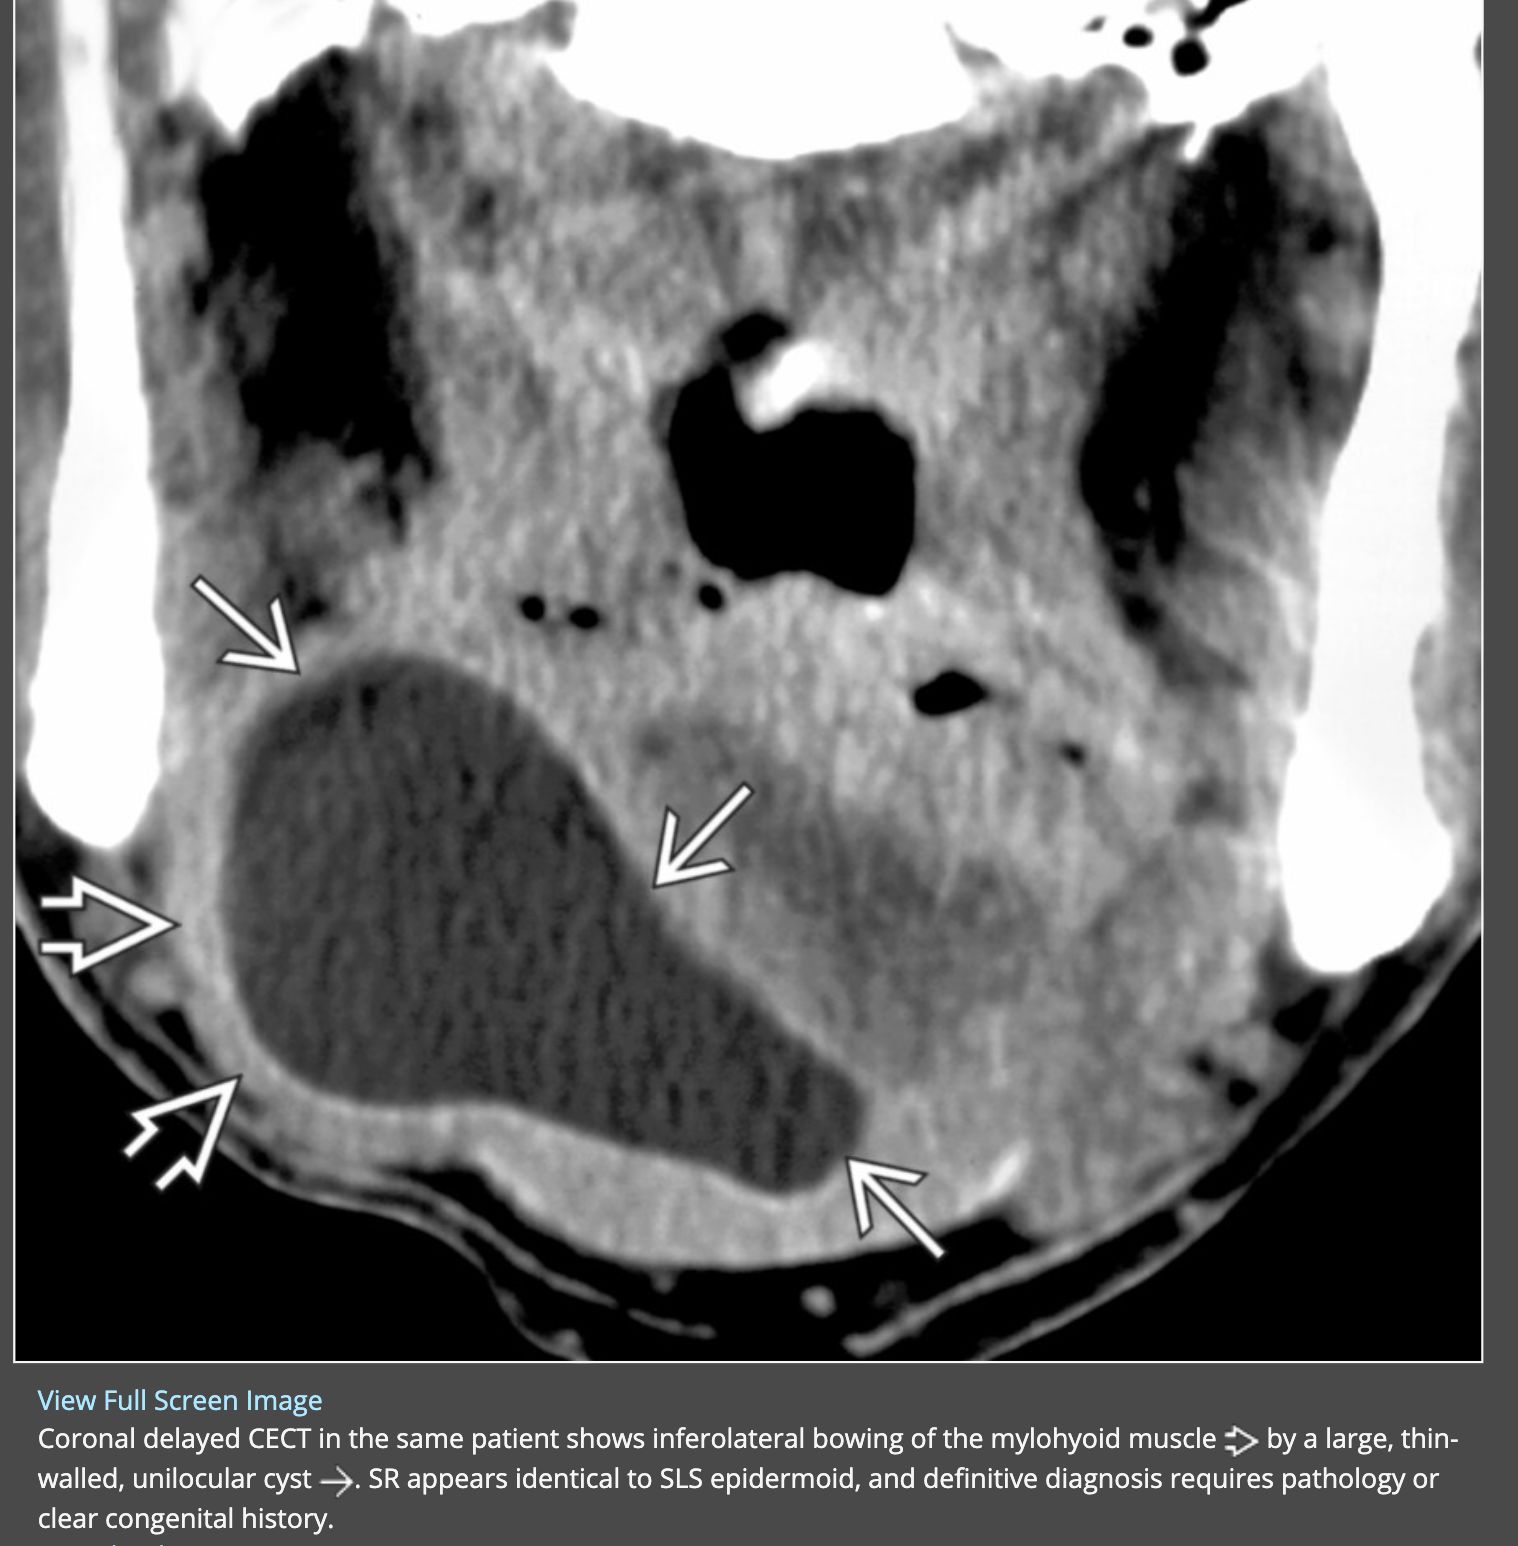 View Full Screen Image
Coronal delayed CECT in the same patient shows inferolateral bowing of the mylohyoid muscle by a large, thin-
walled, unilocular cyst . SR appears identical to SLS epidermoid, and definitive diagnosis requires pathology or
clear congenital history.